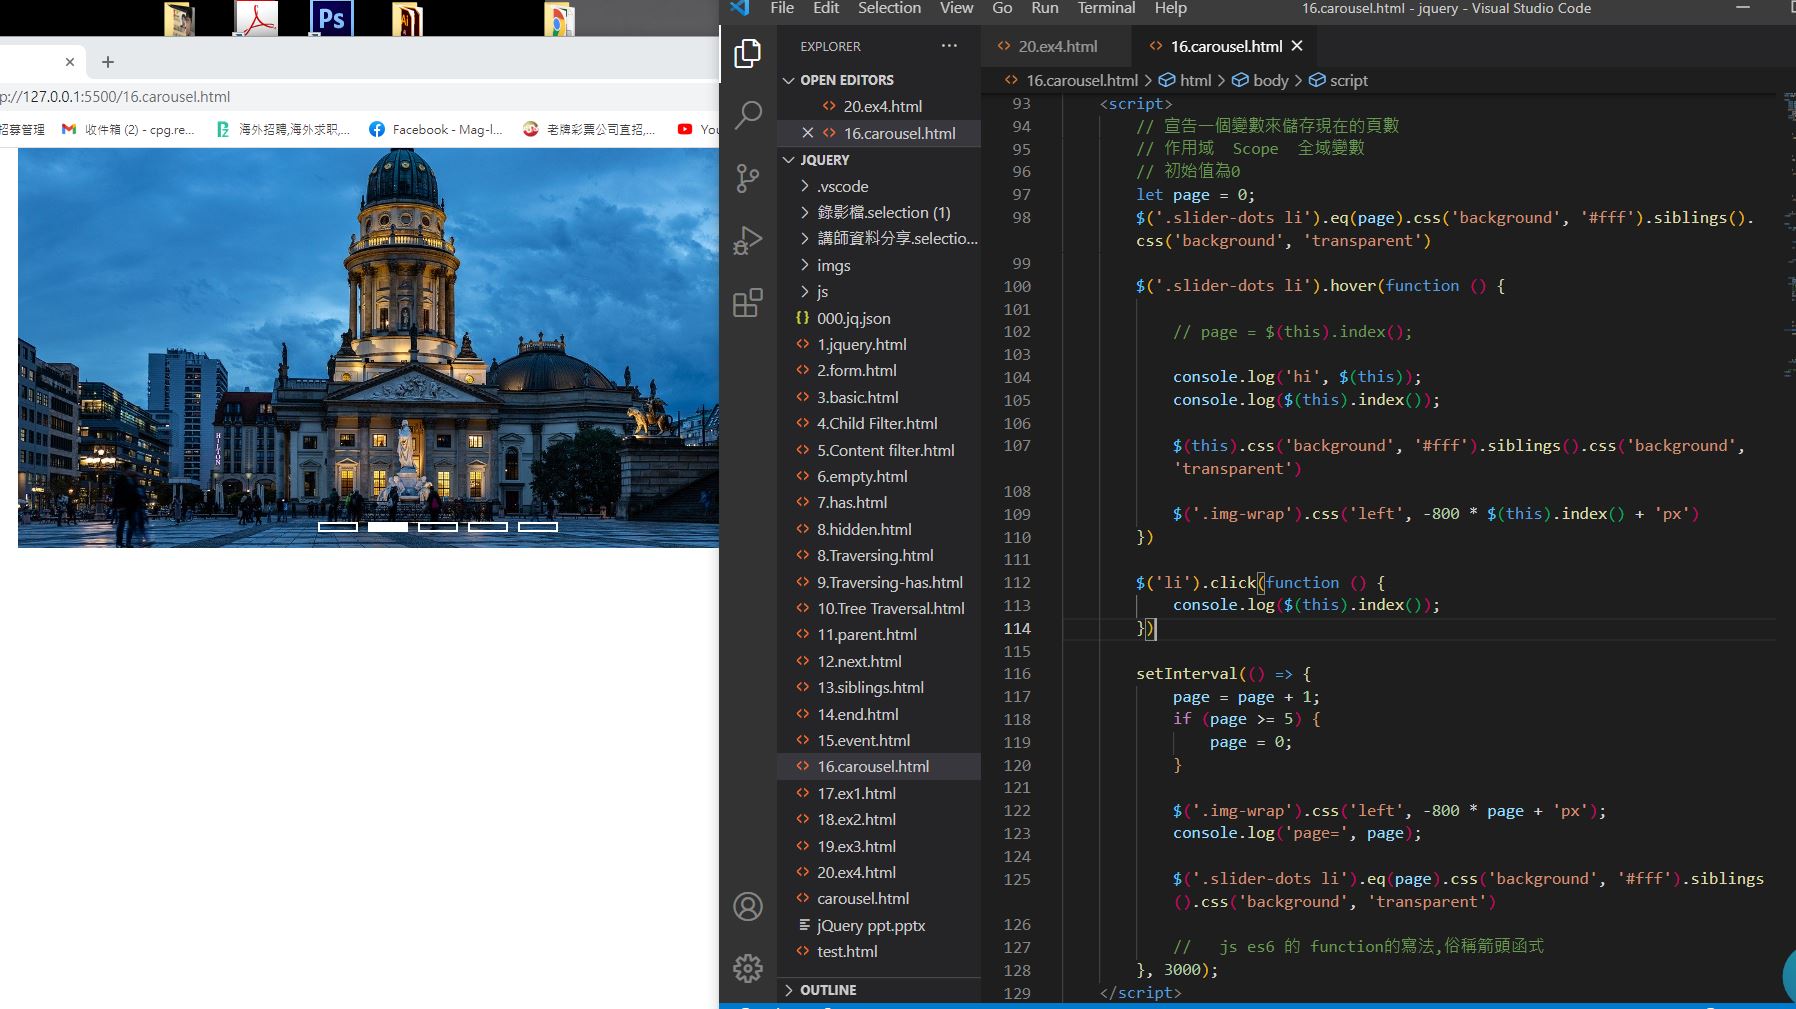 Ps
Ai
p://127.0.0.1:5500/16.carousel.html
招募管理
收件箱 (2) - cpg.re...
海外招聘,海外求职,...
Facebook - Mag-l...
老牌彩票公司直招,...
You
HILTON
File Edit Selection View Go Run Terminal Help
16.carousel.html - jquery - Visual Studio Code
EXPLORER
OPEN EDITORS
20.ex4.html
16.carousel.html
JQUERY
.vscode
錄影檔.selection (1)
講師資料分享.selectio...
imgs
js
000.jq.json
1.jquery.html
2.form.html
3.basic.html
4.Child Filter.html
5.Content filter.html
6.empty.html
7.has.html
8.hidden.html
8.Traversing.html
9.Traversing-has.html
10.Tree Traversal.html
11.parent.html
12.next.html
13.siblings.html
14.end.html
15.event.html
16.carousel.html
17.ex1.html
18.ex2.html
19.ex3.html
20.ex4.html
carousel.html
jQuery ppt.pptx
test.html
OUTLINE
20.ex4.html
16.carousel.html
16.carousel.html > html > body > script
93 <script>
94 // 宣告一個變數來儲存現在的頁數
95 // 作用域 Scope 全域變數
96 // 初始值為0
97 let page = 0;
98 $('.slider-dots li').eq(page).css('background', '#fff').siblings().
css('background', 'transparent')
99
100 $('.slider-dots li').hover(function () {
101
102 // page = $(this).index();
103
104 console.log('hi', $(this));
105 console.log($(this).index());
106
107 $(this).css('background', '#fff').siblings().css('background',
'transparent')
108
109 $('.img-wrap').css('left', -800 * $(this).index() + 'px')
110 })
111
112 $('li').click(function () {
113 console.log($(this).index());
114 })
115
116 setInterval(() => {
117 page = page + 1;
118 if (page >= 5) {
119 page = 0;
120 }
121
122 $('.img-wrap').css('left', -800 * page + 'px');
123 console.log('page=', page);
124
125 $('.slider-dots li').eq(page).css('background', '#fff').siblings
().css('background', 'transparent')
126
127 // js es6 的 function的寫法,俗稱箭頭函式
128 }, 3000);
129 </script>